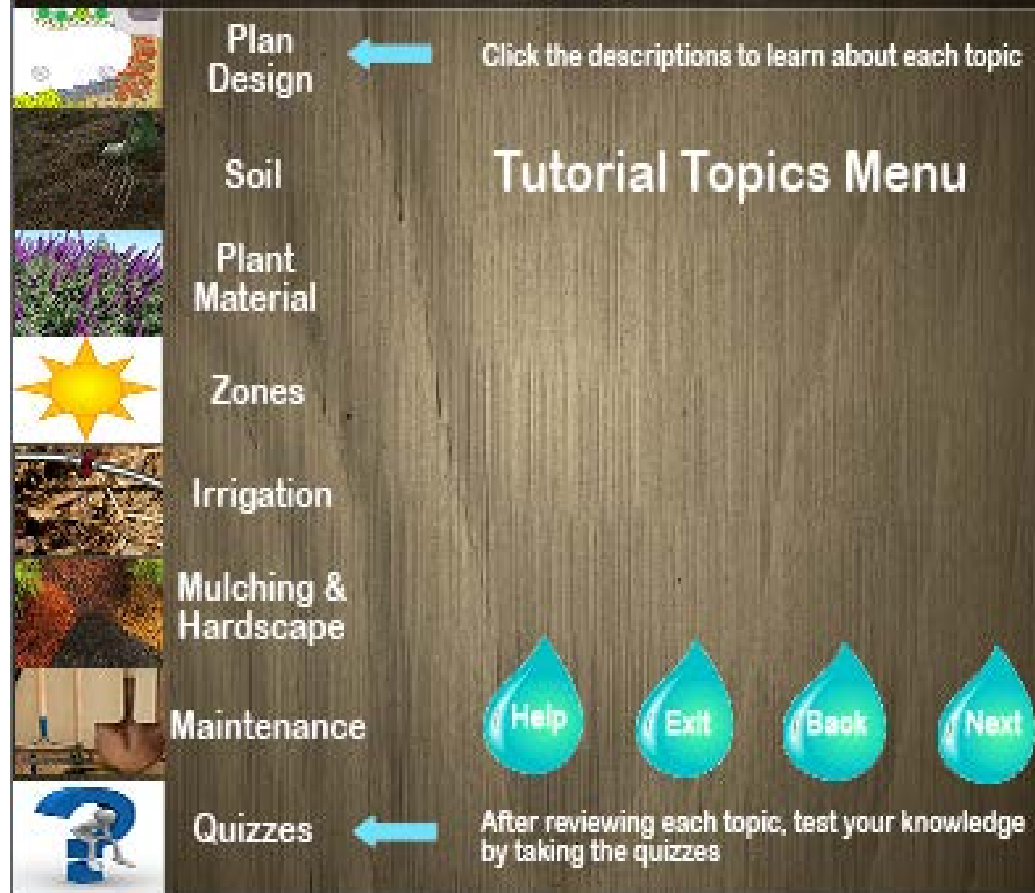 Plan
Design
Click the descriptions to learn about each topic
Soil
Tutorial Topics Menu
Plant
Material
Zones
Irrigation
Mulching &
Hardscape
Maintenance
Help
Exit
Back
Next
Quizzes
After reviewing each topic, test your knowledge
by taking the quizzes